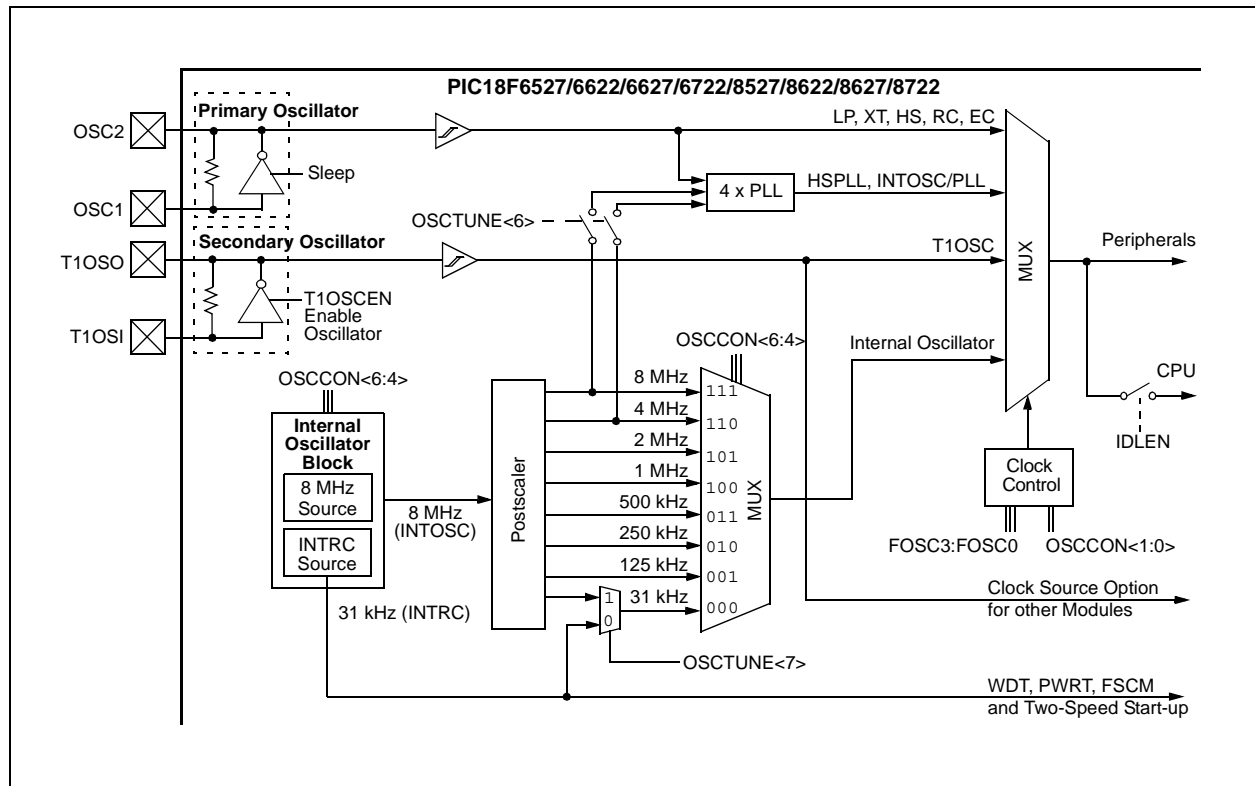 PIC18F6527/6622/6627/6722/8527/8622/8627/8722
Primary Oscillator
LP, XT, HS, RC, EC
OSC2
Sleep
4 x PLL
HSPLL, INTOSC/PLL
OSC1
OSCTUNE<6>
Secondary Oscillator
T1OSC
MUX
Peripherals
T1OSO
T1OSCEN
Enable
Oscillator
T1OSI
OSCCON<6:4>
Internal Oscillator
CPU
IDLEN
OSCCON<6:4>
Internal
Oscillator
Block
8 MHz
Source
INTRC
Source
8 MHz
(INTOSC)
31 kHz (INTRC)
Postscaler
8 MHz
4 MHz
2 MHz
1 MHz
500 kHz
250 kHz
125 kHz
31 kHz
1
0
111
110
101
100
011
010
001
000
MUX
OSCTUNE<7>
Clock
Control
FOSC3:FOSC0
OSCCON<1:0>
Clock Source Option
for other Modules
WDT, PWRT, FSCM
and Two-Speed Start-up